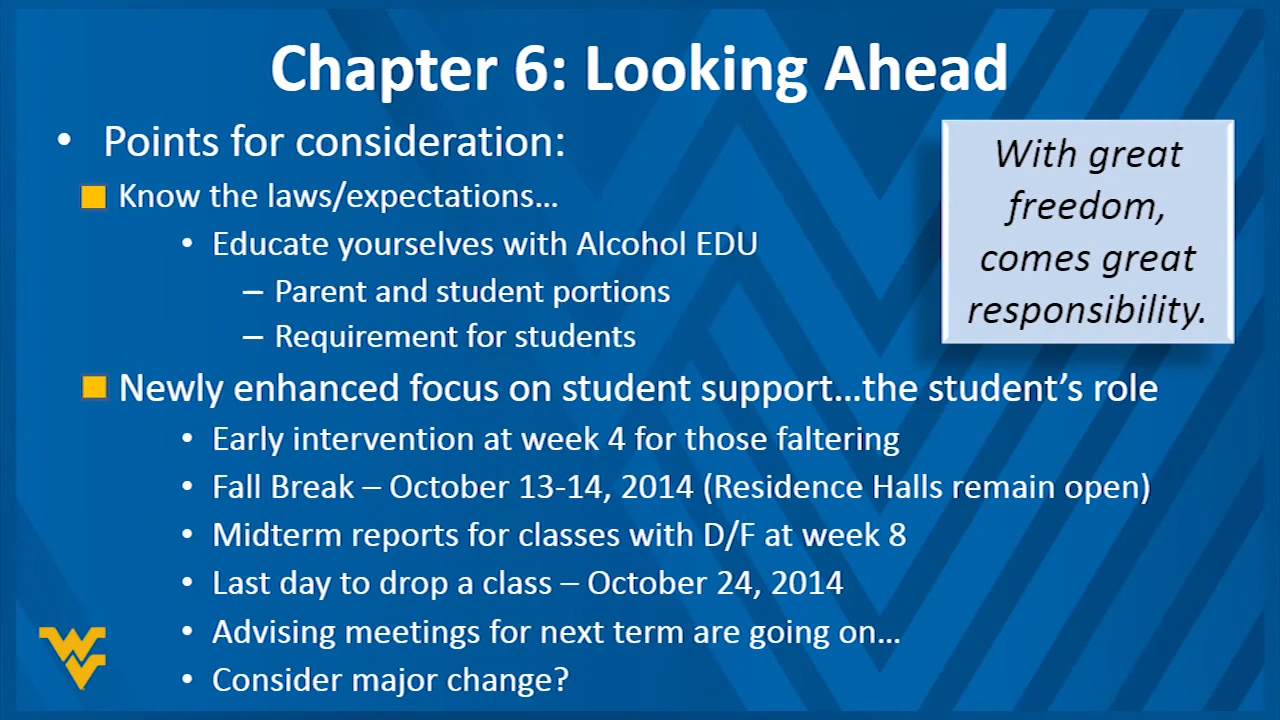 Chapter 6: Looking Ahead
• Points for consideration:
Know the laws/expectations…
• Educate yourselves with Alcohol EDU
– Parent and student portions
– Requirement for students
Newly enhanced focus on student support…the student’s role
• Early intervention at week 4 for those faltering
• Fall Break – October 13-14, 2014 (Residence Halls remain open)
• Midterm reports for classes with D/F at week 8
• Last day to drop a class – October 24, 2014
• Advising meetings for next term are going on…
• Consider major change?
With great
freedom,
comes great
responsibility.
WV